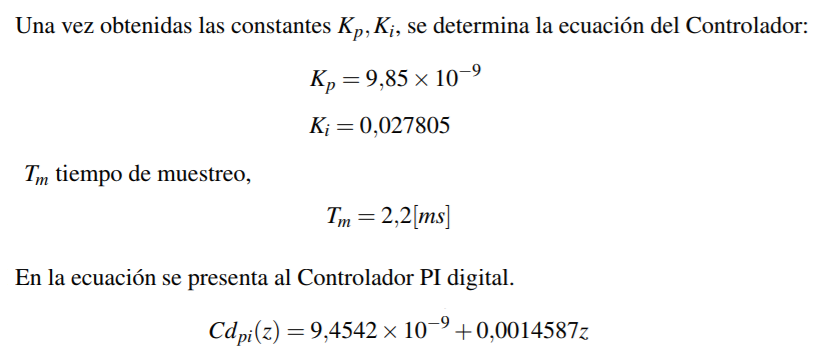 Una vez obtenidas las constantes K_p, K_i, se determina la ecuación del Controlador:
K_p = 9,85 × 10^{-9}
K_i = 0,027805
T_m tiempo de muestreo,
T_m = 2,2[ms]
En la ecuación se presenta al Controlador PI digital.
Cd_{pi}(z) = 9,4542 × 10^{-9} + 0,0014587z